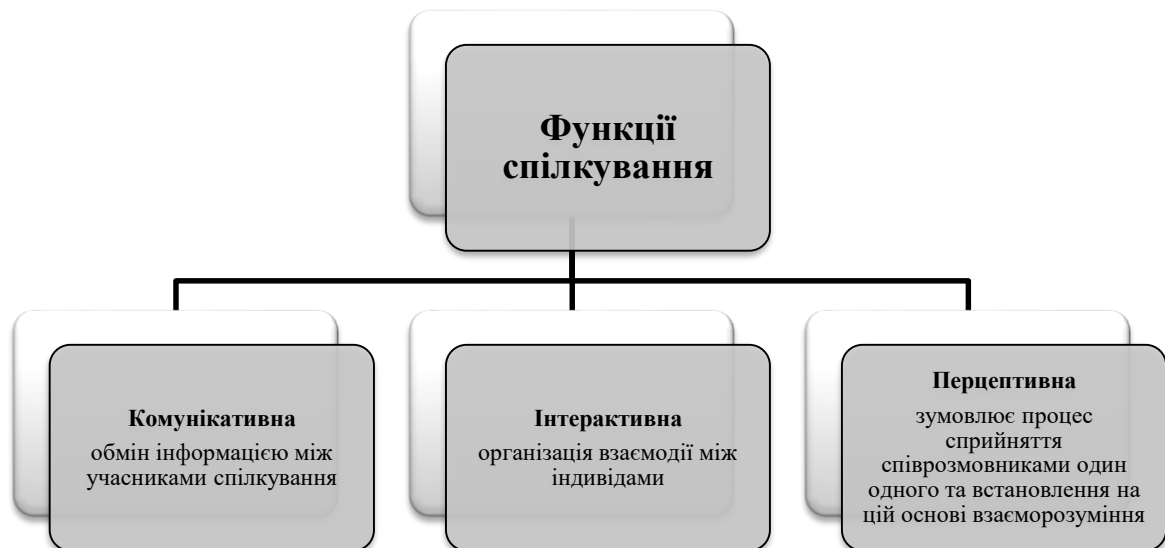 Функції
спілкування
Комунікативна
обмін інформацією між
учасниками спілкування
Інтерактивна
організація взаємодії між
індивідами
Перцептивна
зумовлює процес
сприйняття
співрозмовниками один
одного та встановлення на
цій основі взаєморозуміння